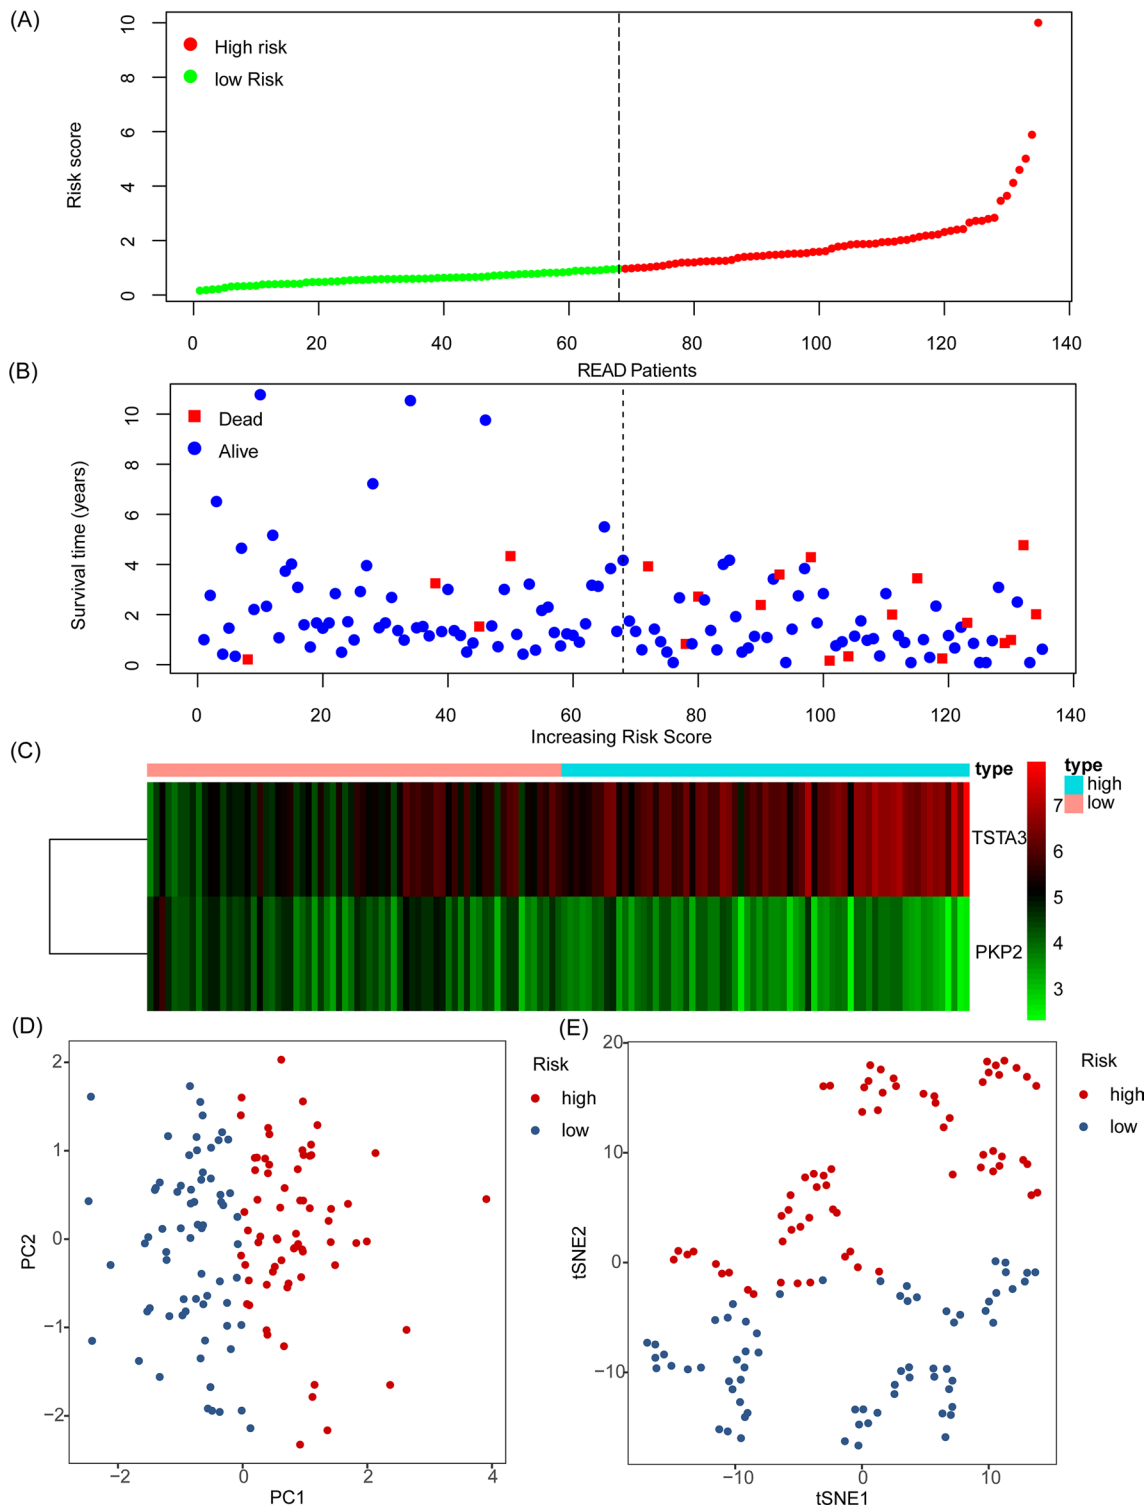 (A)
10
8
6
4
2
0
Risk score
High risk
low Risk
0 20 40 60 80 100 120 140
READ Patients
(B)
10
8
6
4
2
0
Survival time (years)
Dead
Alive
0 20 40 60 80 100 120 140
Increasing Risk Score
(C)
type
TSTA3
PKP2
7
6
5
4
3
type
high
low
(D)
2
1
0
−1
−2
PC2
−2 0 2 4
PC1
Risk
high
low
(E)
20
10
0
−10
tSNE2
−10 0 10
tSNE1
Risk
high
low